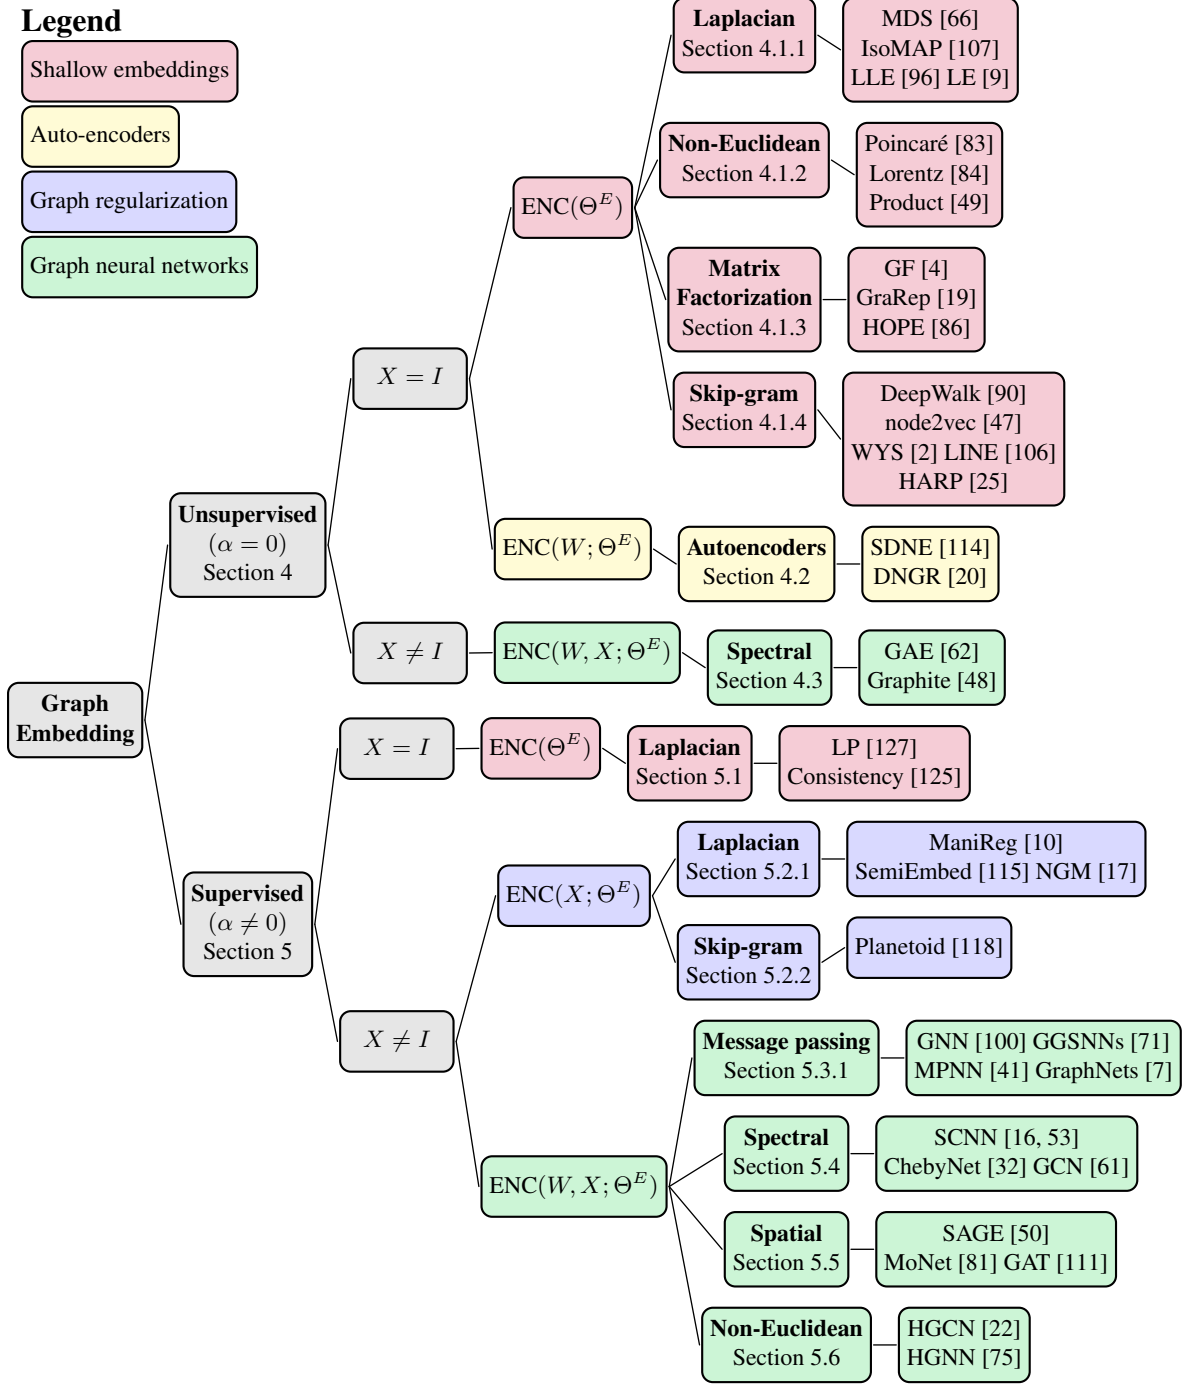 Legend
Shallow embeddings
Auto-encoders
Graph regularization
Graph neural networks
Graph
Embedding
Unsupervised
(α = 0)
Section 4
X = I
ENC(Θ^E)
Laplacian
Section 4.1.1
MDS [66]
IsoMAP [107]
LLE [96] LE [9]
Non-Euclidean
Section 4.1.2
Poincaré [83]
Lorentz [84]
Product [49]
Matrix
Factorization
Section 4.1.3
GF [4]
GraRep [19]
HOPE [86]
Skip-gram
Section 4.1.4
DeepWalk [90]
node2vec [47]
WYS [2] LINE [106]
HARP [25]
ENC(W; Θ^E)
Autoencoders
Section 4.2
SDNE [114]
DNGR [20]
X ≠ I
ENC(W, X; Θ^E)
Spectral
Section 4.3
GAE [62]
Graphite [48]
Supervised
(α ≠ 0)
Section 5
X = I
ENC(Θ^E)
Laplacian
Section 5.1
LP [127]
Consistency [125]
X ≠ I
ENC(X; Θ^E)
Laplacian
Section 5.2.1
ManiReg [10]
SemiEmbed [115] NGM [17]
Skip-gram
Section 5.2.2
Planetoid [118]
ENC(W, X; Θ^E)
Message passing
Section 5.3.1
GNN [100] GGSNNs [71]
MPNN [41] GraphNets [7]
Spectral
Section 5.4
SCNN [16, 53]
ChebyNet [32] GCN [61]
Spatial
Section 5.5
SAGE [50]
MoNet [81] GAT [111]
Non-Euclidean
Section 5.6
HGCN [22]
HGNN [75]